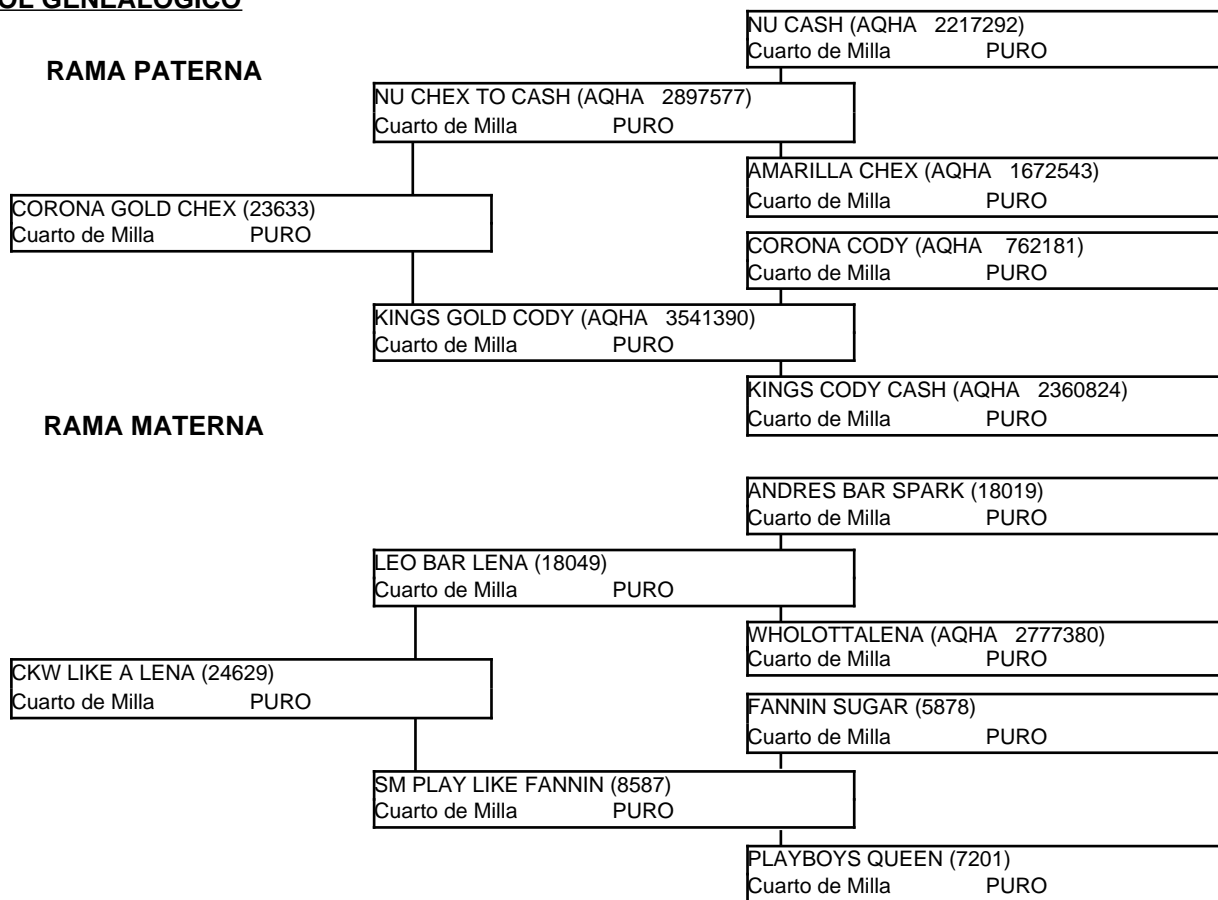 OL GENEALOGICO
NU CASH (AQHA 2217292)
Cuarto de Milla PURO
RAMA PATERNA
NU CHEX TO CASH (AQHA 2897577)
Cuarto de Milla PURO
AMARILLA CHEX (AQHA 1672543)
Cuarto de Milla PURO
CORONA GOLD CHEX (23633)
Cuarto de Milla PURO
CORONA CODY (AQHA 762181)
Cuarto de Milla PURO
KINGS GOLD CODY (AQHA 3541390)
Cuarto de Milla PURO
KINGS CODY CASH (AQHA 2360824)
Cuarto de Milla PURO
RAMA MATERNA
ANDRES BAR SPARK (18019)
Cuarto de Milla PURO
LEO BAR LENA (18049)
Cuarto de Milla PURO
WHOLOTTALENA (AQHA 2777380)
Cuarto de Milla PURO
CKW LIKE A LENA (24629)
Cuarto de Milla PURO
FANNIN SUGAR (5878)
Cuarto de Milla PURO
SM PLAY LIKE FANNIN (8587)
Cuarto de Milla PURO
PLAYBOYS QUEEN (7201)
Cuarto de Milla PURO